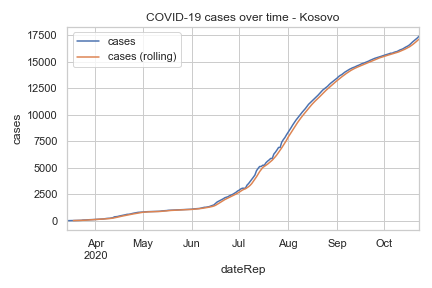 COVID-19 cases over time - Kosovo
cases
cases (rolling)
17500
15000
12500
10000
7500
5000
2500
0
cases
Apr
2020
May
Jun
Jul
Aug
Sep
Oct
dateRep